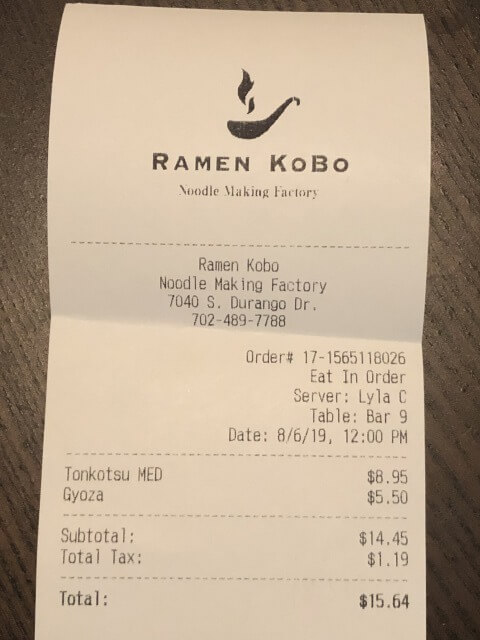 RAMEN KOBO
Noodle Making Factory
Ramen Kobo
Noodle Making Factory
7040 S. Durango Dr.
702-489-7788
Order# 17-1565118026
Eat In Order
Server: Lyla C
Table: Bar 9
Date: 8/6/19, 12:00 PM
Tonkotsu MED $8.95
Gyoza $5.50
Subtotal: $14.45
Total Tax: $1.19
Total: $15.64